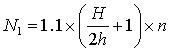 N₁ = 1.1 × (H/2h + 1) × n